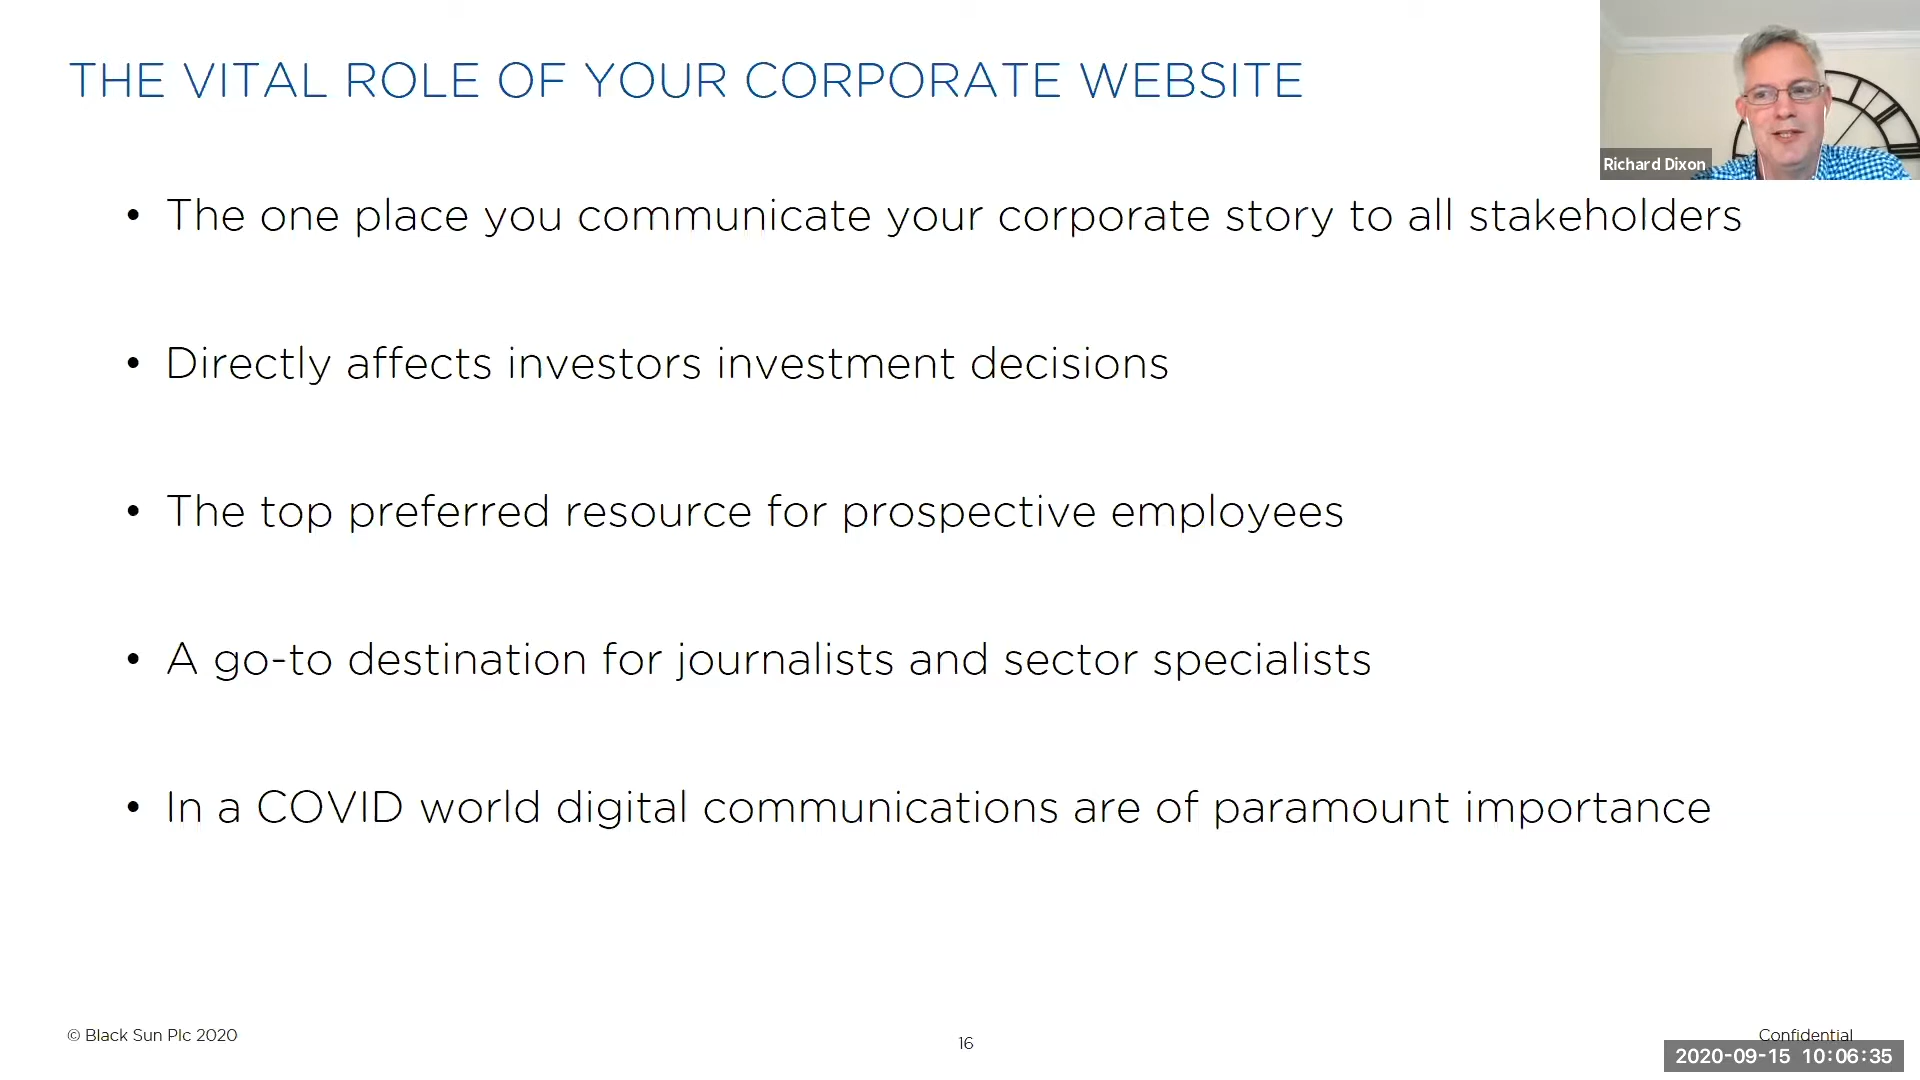 THE VITAL ROLE OF YOUR CORPORATE WEBSITE
Richard Dixon
• The one place you communicate your corporate story to all stakeholders
• Directly affects investors investment decisions
• The top preferred resource for prospective employees
• A go-to destination for journalists and sector specialists
• In a COVID world digital communications are of paramount importance
© Black Sun Plc 2020
16
Confidential
2020-09-15 10:06:35